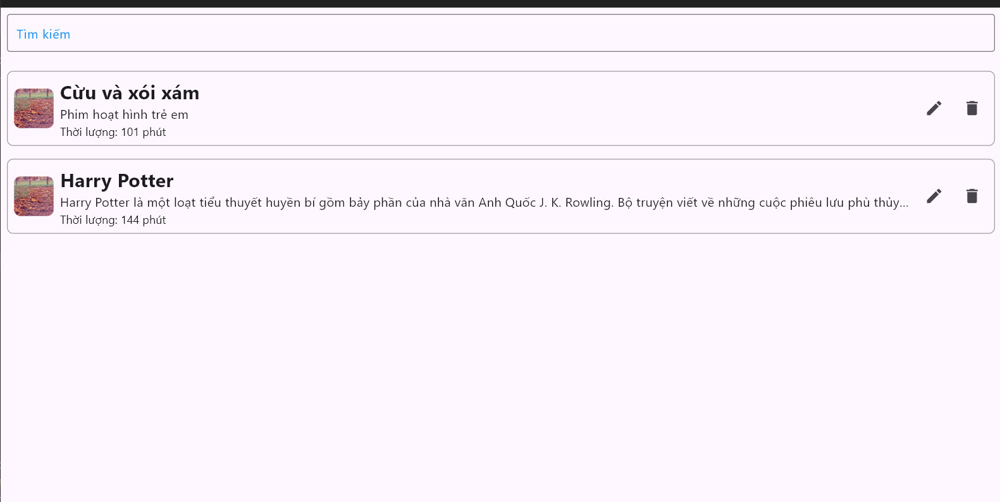 Tìm kiếm
Cừu và xói xám
Phim hoạt hình trẻ em
Thời lượng: 101 phút
Harry Potter
Harry Potter là một loạt tiểu thuyết huyền bí gồm bảy phần của nhà văn Anh Quốc J. K. Rowling. Bộ truyện viết về những cuộc phiêu lưu phù thủy...
Thời lượng: 144 phút